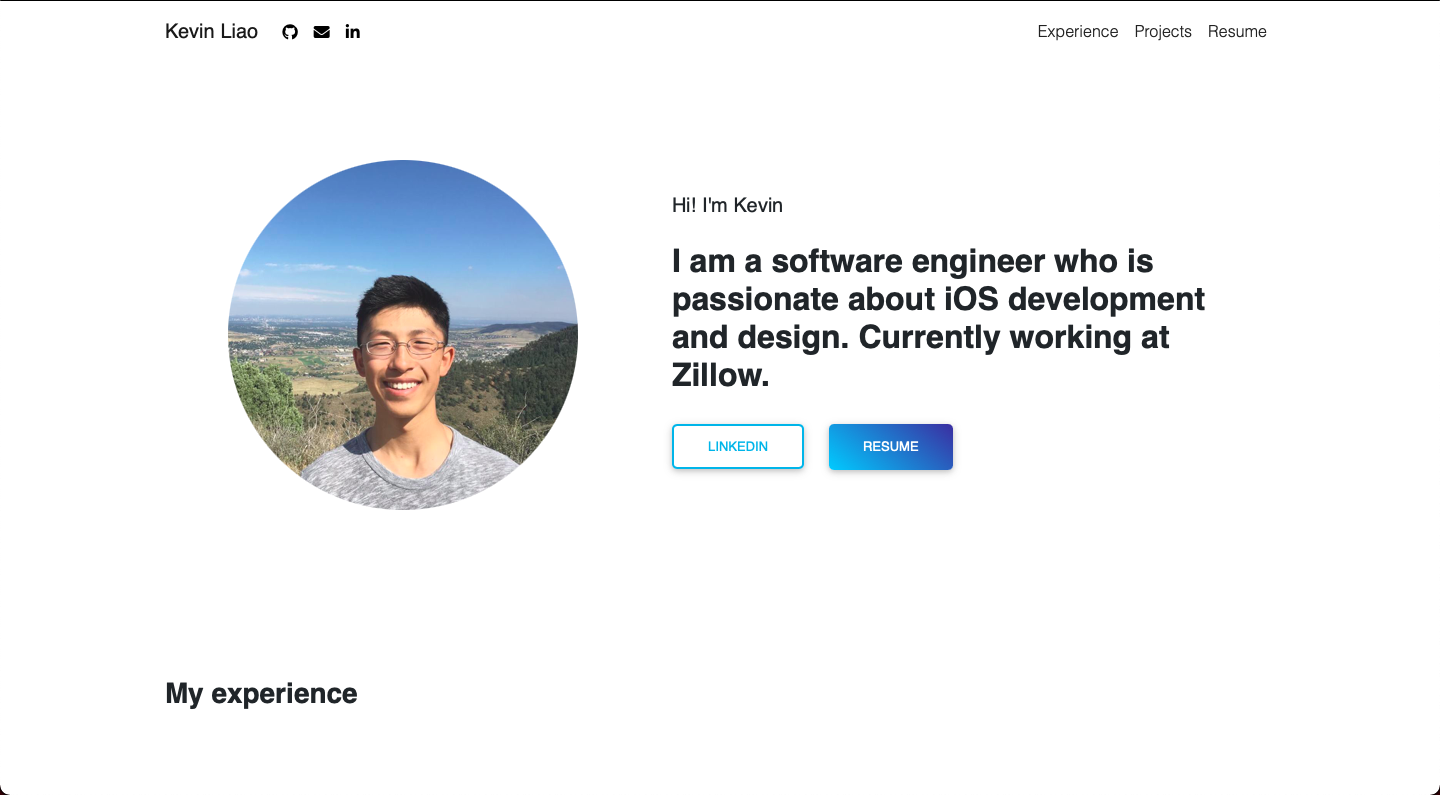 Kevin Liao
Experience Projects Resume
Hi! I'm Kevin
I am a software engineer who is
passionate about iOS development
and design. Currently working at
Zillow.
LINKEDIN RESUME
My experience